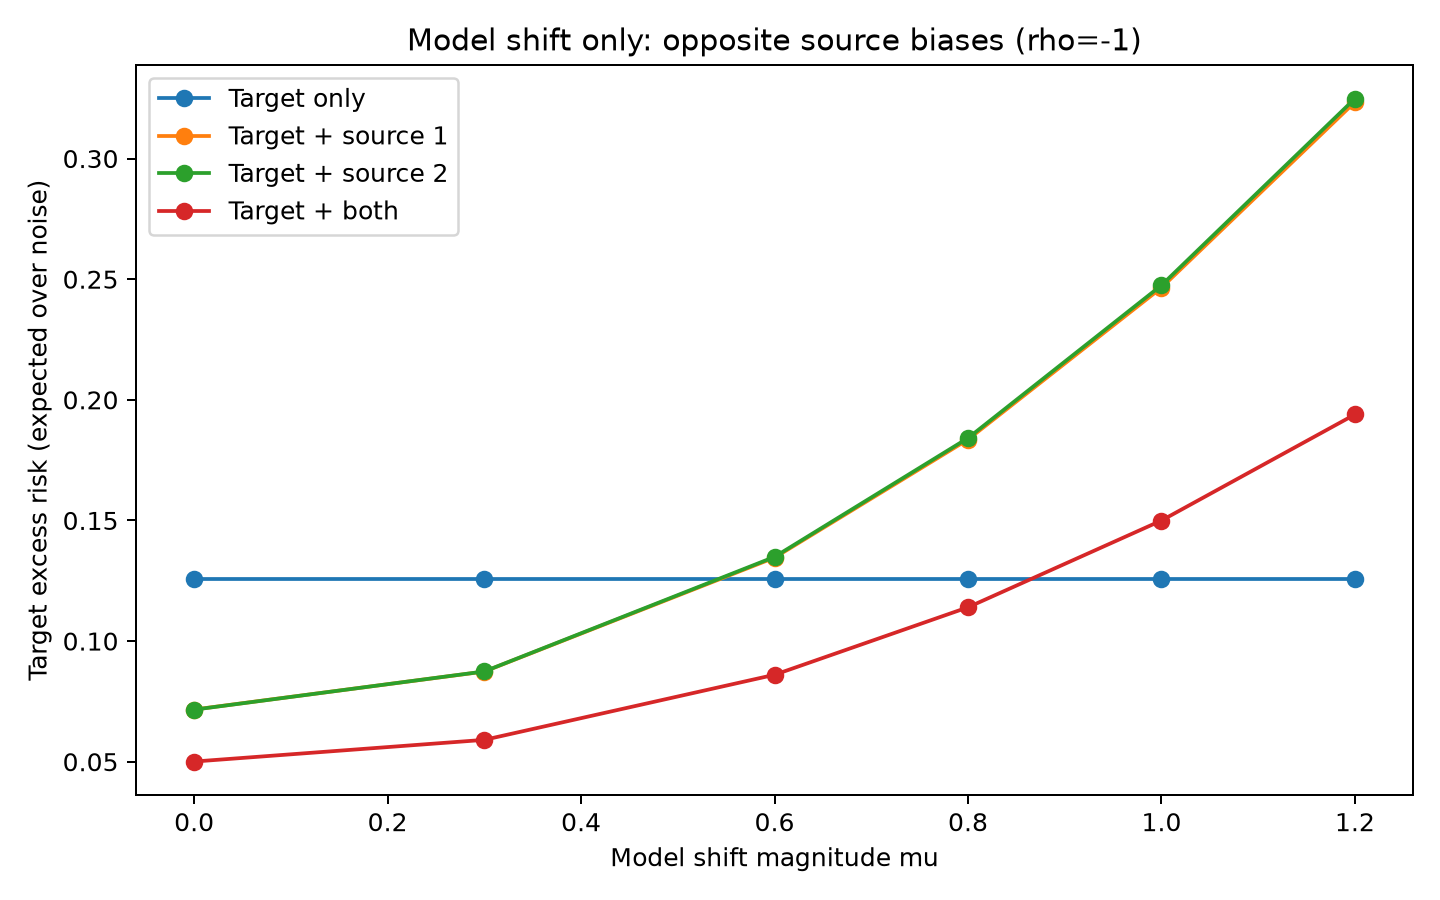 Model shift only: opposite source biases (rho=-1)
Target only
Target + source 1
Target + source 2
Target + both
Target excess risk (expected over noise)
0.30
0.25
0.20
0.15
0.10
0.05
0.0 0.2 0.4 0.6 0.8 1.0 1.2
Model shift magnitude mu